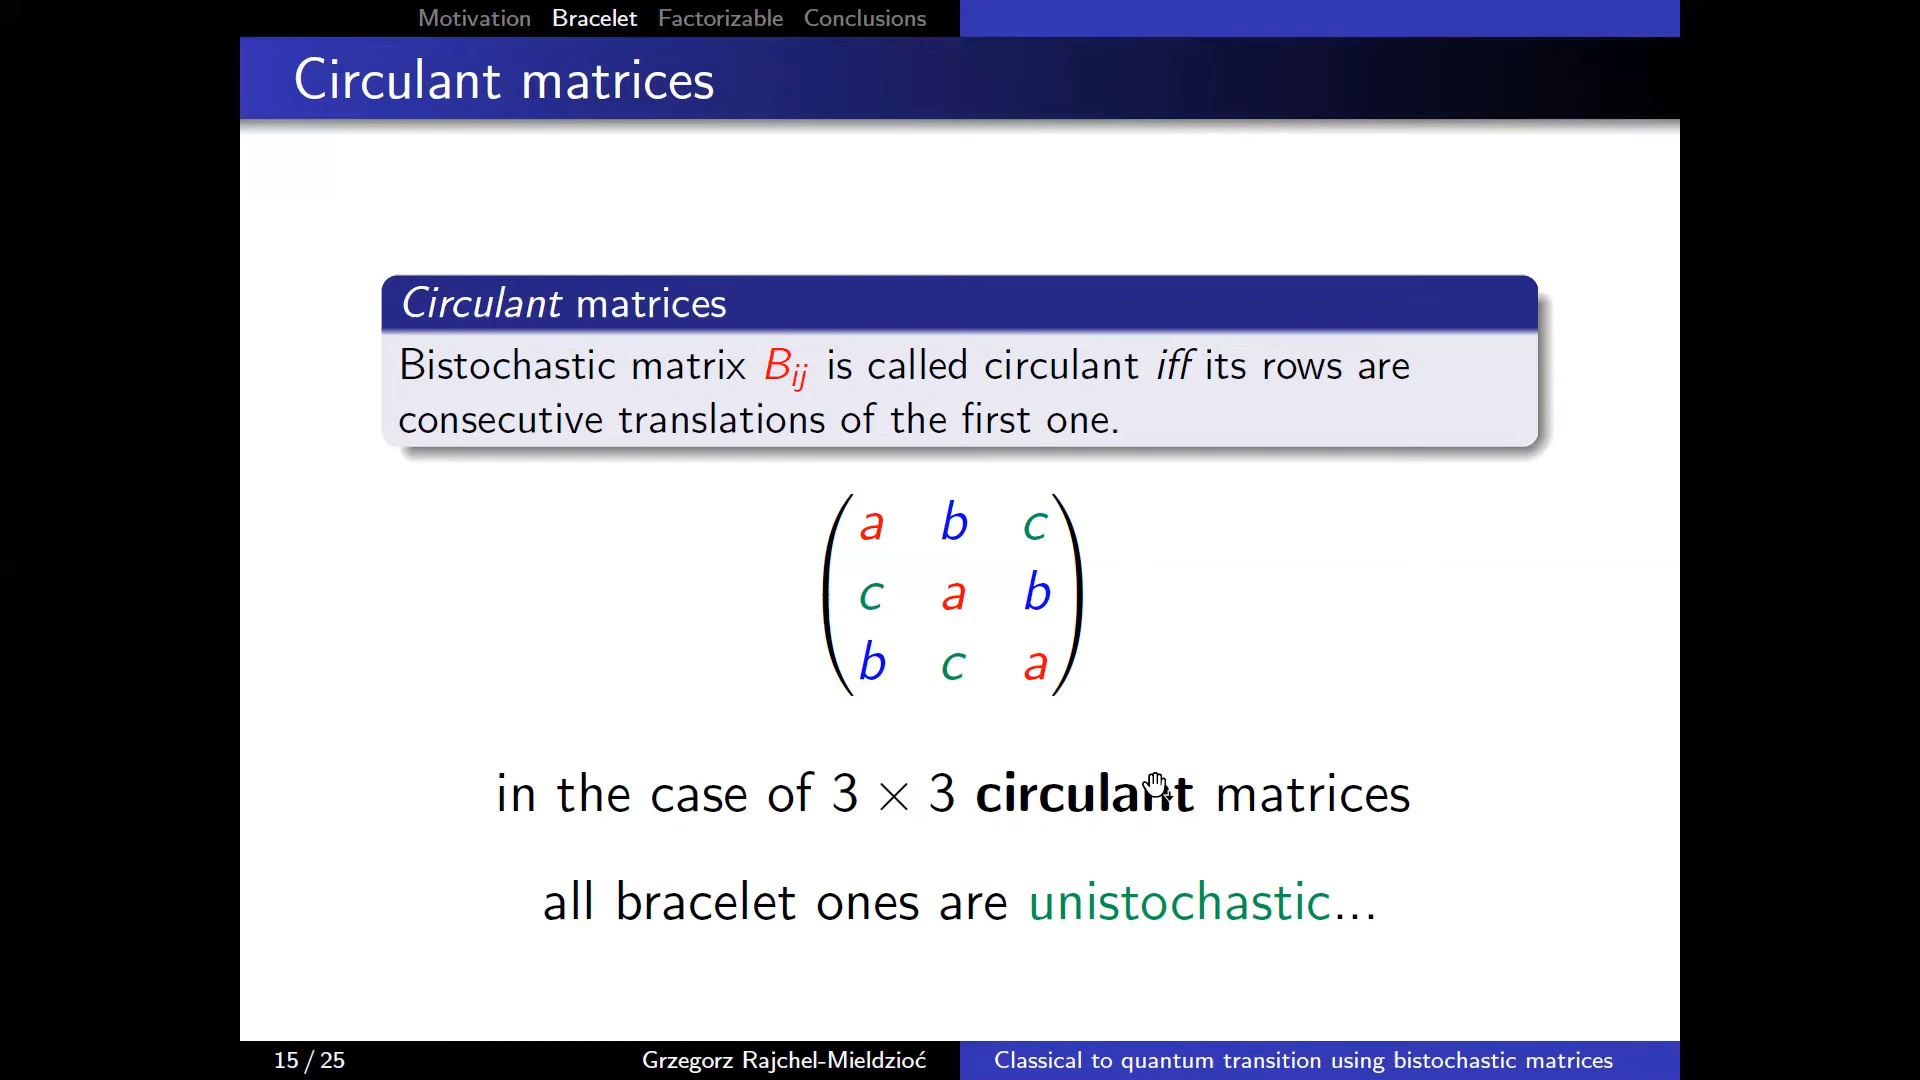 Motivation Bracelet Factorizable Conclusions
Circulant matrices
Circulant matrices
Bistochastic matrix B_ij is called circulant iff its rows are
consecutive translations of the first one.
a b c
c a b
b c a
in the case of 3 × 3 circulant matrices
all bracelet ones are unistochastic...
15 / 25 Grzegorz Rajchel-Mieldzioć Classical to quantum transition using bistochastic matrices